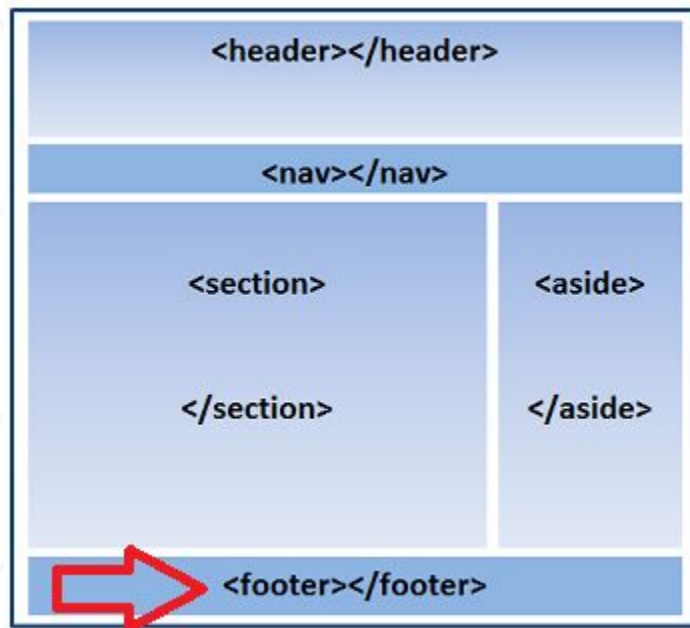 <header></header>
<nav></nav>
<section>
</section>
<aside>
</aside>
<footer></footer>